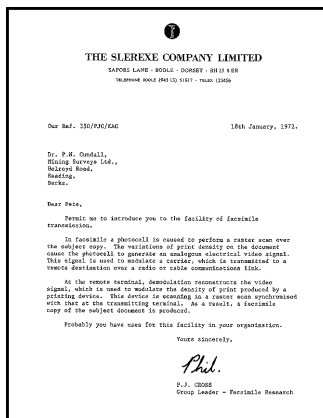 THE SLEREXE COMPANY LIMITED
SAPORS LANE - BOOLE - DORSET - BH 25 8 ER
TELEPHONE BOOLE (945 13) 51617 - TELEX 123456
Our Ref. 350/PJC/EAC 18th January, 1972.
Dr. P.N. Cundall,
Mining Surveys Ltd.,
Holroyd Road,
Reading,
Berks.
Dear Pete,
Permit me to introduce you to the facility of facsimile
transmission.
In facsimile a photocell is caused to perform a raster scan over
the subject copy. The variations of print density on the document
cause the photocell to generate an analogous electrical video signal.
This signal is used to modulate a carrier, which is transmitted to a
remote destination over a radio or cable communications link.
At the remote terminal, demodulation reconstructs the video
signal, which is used to modulate the density of print produced by a
printing device. This device is scanning in a raster scan synchronised
with that at the transmitting terminal. As a result, a facsimile
copy of the subject document is produced.
Probably you have uses for this facility in your organisation.
Yours sincerely,
Phil.
P.J. CROSS
Group Leader - Facsimile Research